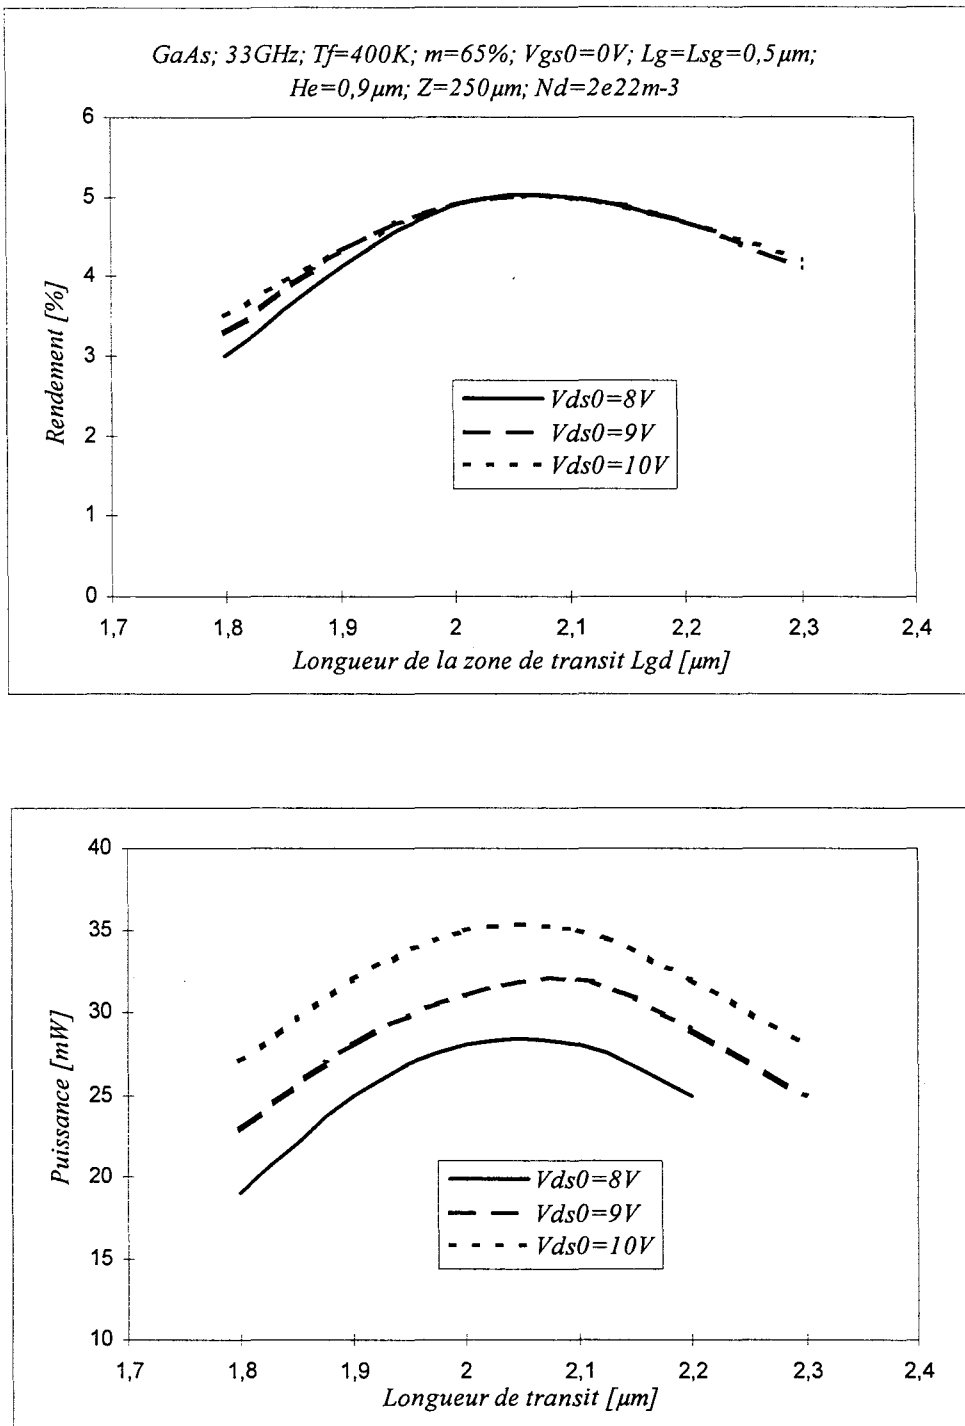 GaAs; 33GHz; Tf=400K; m=65%; Vgs0=0V; Lg=Lsg=0,5µm;
He=0,9µm; Z=250µm; Nd=2e22m-3
6
5
4
3
2
1
0
Rendement [%]
Vds0=8V
Vds0=9V
Vds0=10V
1,7 1,8 1,9 2 2,1 2,2 2,3 2,4
Longueur de la zone de transit Lgd [µm]
40
35
30
25
20
15
10
Puissance [mW]
Vds0=8V
Vds0=9V
Vds0=10V
1,7 1,8 1,9 2 2,1 2,2 2,3 2,4
Longueur de transit [µm]